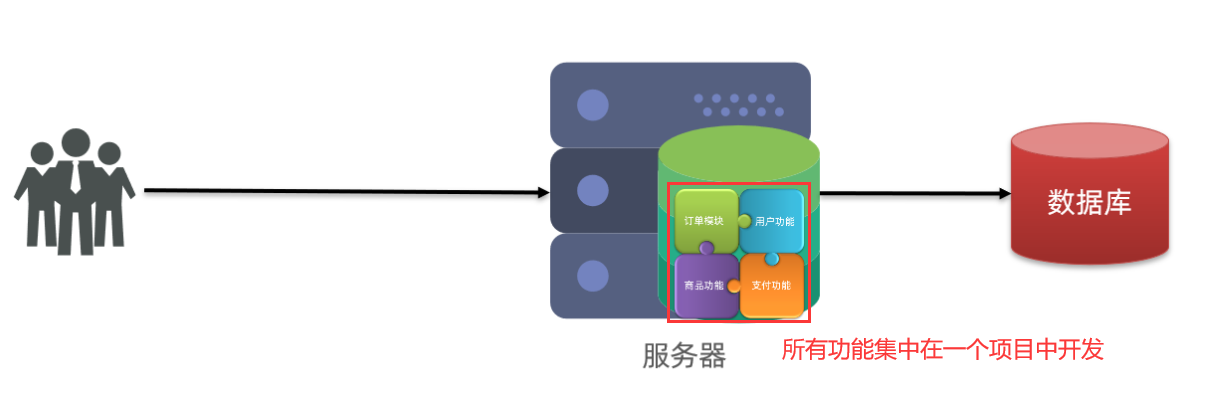 订单模块
用户功能
商品功能
支付功能
数据库
服务器
所有功能集中在一个项目中开发